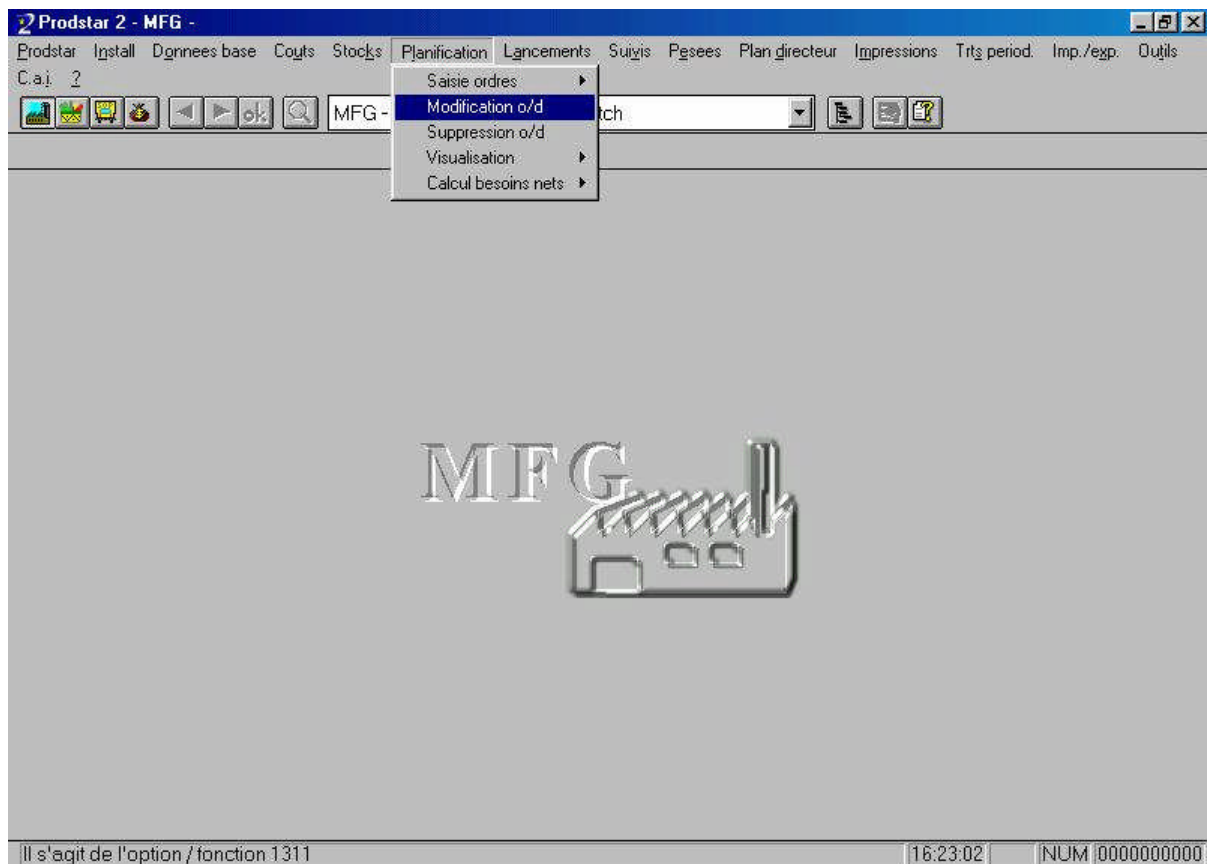 Prodstar 2 - MFG -
Prodstar Install Donnees base Couts Stocks Planification Lancements Suivis Pesees Plan directeur Impressions Trts period. Imp./exp. Outils
C.a.j. ?
Saisie ordres
ok MFG - Modification o/d tch
Suppression o/d
Visualisation
Calcul besoins nets
MFG
Il s'agit de l'option / fonction 1311 16:23:02 NUM 0000000000